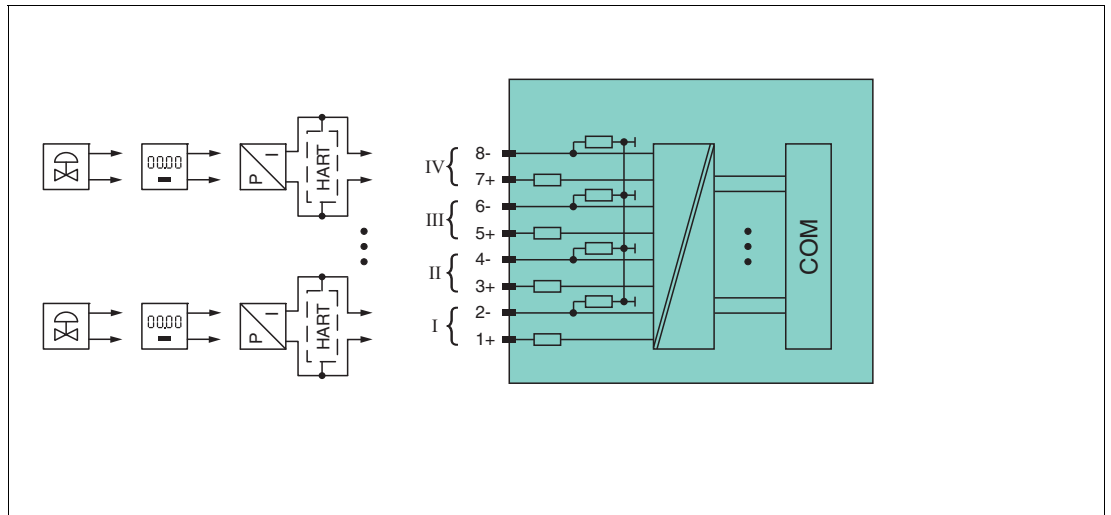 IV
8-
7+
III
6-
5+
II
4-
3+
I
2-
1+
00.00
P
I
HART
00.00
P
I
HART
COM